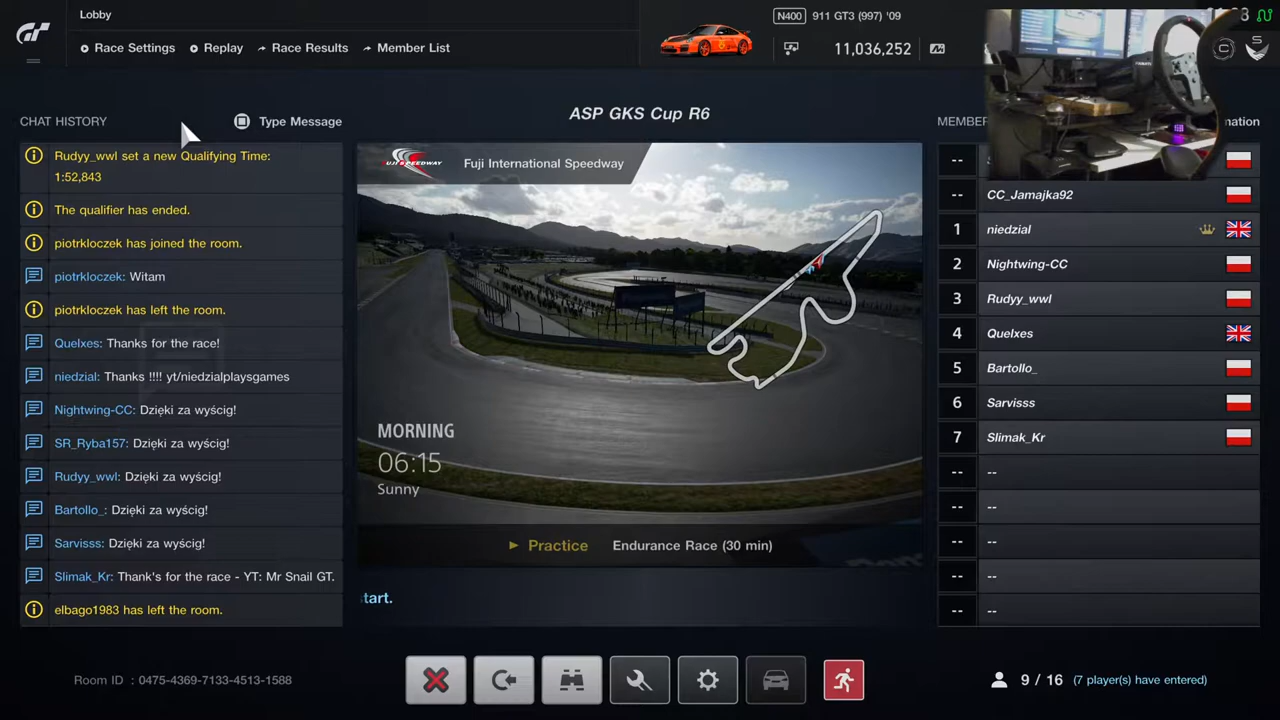 Lobby
N400 911 GT3 (997) '09
Race Settings Replay Race Results Member List
11,036,252
CHAT HISTORY
Type Message
ASP GKS Cup R6
Rudyy_wwl set a new Qualifying Time:
1:52,843
The qualifier has ended.
piotrkloczek has joined the room.
piotrkloczek: Witam
piotrkloczek has left the room.
Quelxes: Thanks for the race!
niedzial: Thanks !!!! yt/niedzialplaysgames
Nightwing-CC: Dzięki za wyścig!
SR_Ryba157: Dzięki za wyścig!
Rudyy_wwl: Dzięki za wyścig!
Bartollo_: Dzięki za wyścig!
Sarvisss: Dzięki za wyścig!
Slimak_Kr: Thank's for the race - YT: Mr Snail GT.
elbago1983 has left the room.
FUJI SPEEDWAY
Fuji International Speedway
MORNING
06:15
Sunny
Practice Endurance Race (30 min)
start.
--
-- CC_Jamajka92
1 niedzial
2 Nightwing-CC
3 Rudyy_wwl
4 Quelxes
5 Bartollo_
6 Sarvisss
7 Slimak_Kr
-- --
-- --
-- --
-- --
-- --
Room ID : 0475-4369-7133-4513-1588
9 / 16 (7 player(s) have entered)